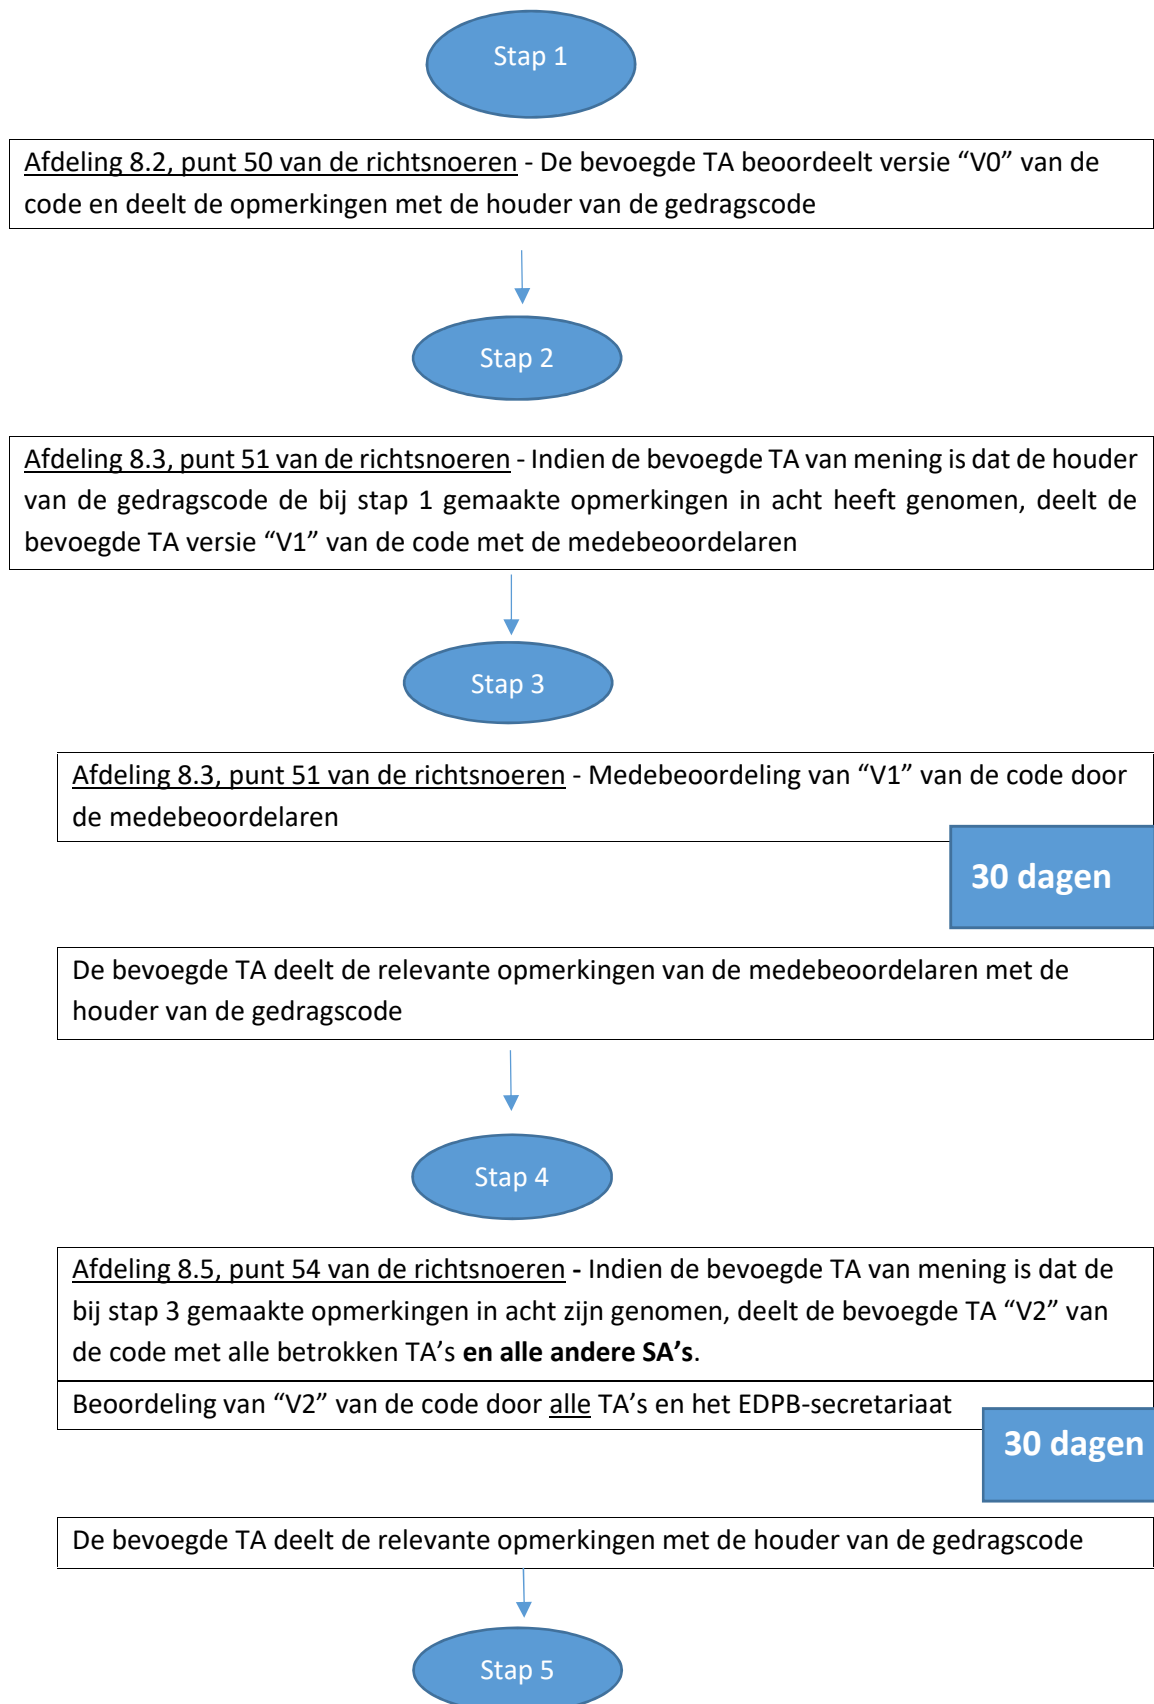 Stap 1
Afdeling 8.2, punt 50 van de richtsnoeren - De bevoegde TA beoordeelt versie “V0” van de
code en deelt de opmerkingen met de houder van de gedragscode
Stap 2
Afdeling 8.3, punt 51 van de richtsnoeren - Indien de bevoegde TA van mening is dat de houder
van de gedragscode de bij stap 1 gemaakte opmerkingen in acht heeft genomen, deelt de
bevoegde TA versie “V1” van de code met de medebeoordelaren
Stap 3
Afdeling 8.3, punt 51 van de richtsnoeren - Medebeoordeling van “V1” van de code door
de medebeoordelaren
30 dagen
De bevoegde TA deelt de relevante opmerkingen van de medebeoordelaren met de
houder van de gedragscode
Stap 4
Afdeling 8.5, punt 54 van de richtsnoeren - Indien de bevoegde TA van mening is dat de
bij stap 3 gemaakte opmerkingen in acht zijn genomen, deelt de bevoegde TA “V2” van
de code met alle betrokken TA’s en alle andere SA’s.
Beoordeling van “V2” van de code door alle TA’s en het EDPB-secretariaat
30 dagen
De bevoegde TA deelt de relevante opmerkingen met de houder van de gedragscode
Stap 5